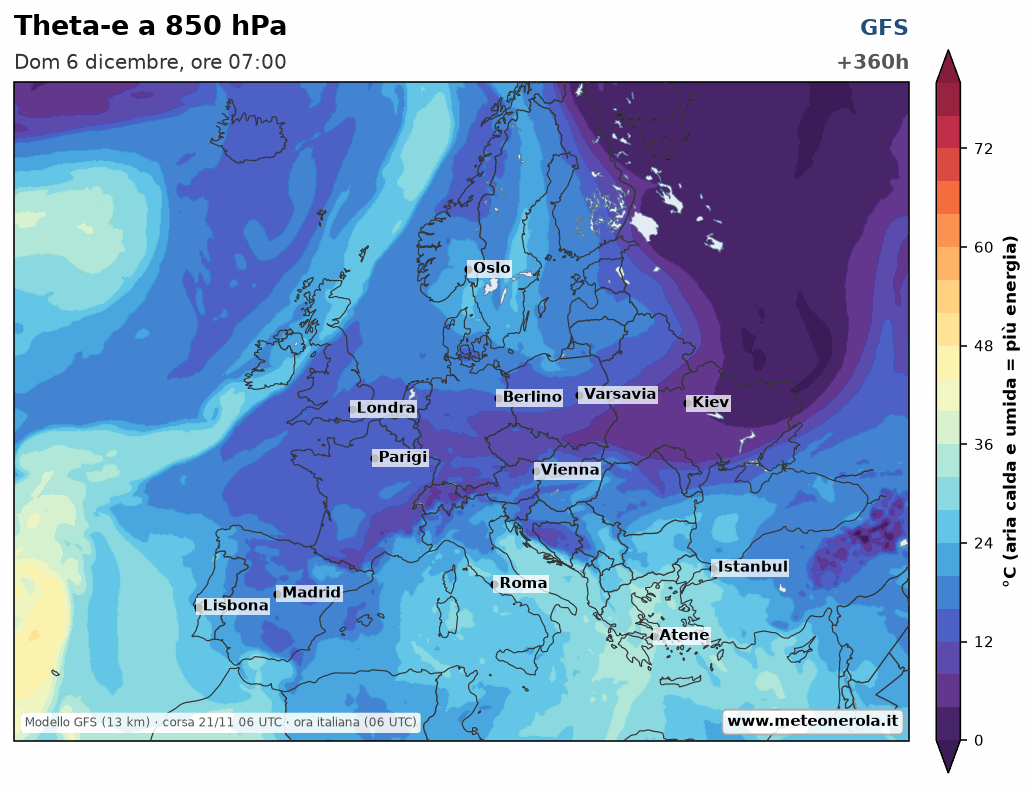 Theta-e a 850 hPa
GFS
Dom 6 dicembre, ore 07:00
+360h
Oslo
Berlino
Varsavia
Kiev
Londra
Parigi
Vienna
Istanbul
Roma
Madrid
Lisbona
Atene
72
60
48
36
24
12
0
°C (aria calda e umida = più energia)
Modello GFS (13 km) · corsa 21/11 06 UTC · ora italiana (06 UTC)
www.meteonerola.it